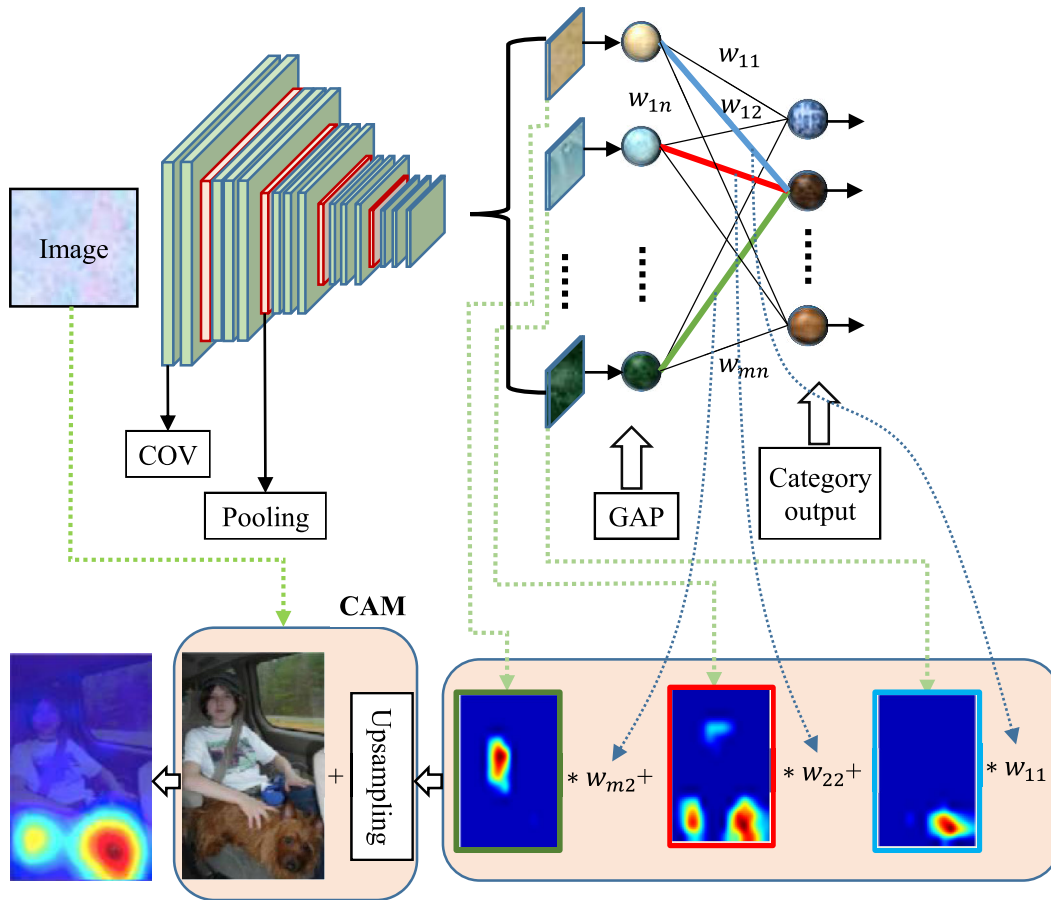 w₁₁
w₁ₙ
w₁₂
Image
wₘₙ
COV
Category
output
GAP
Pooling
CAM
Upsampling
+
* wₘ₂+
* w₂₂+
* w₁₁